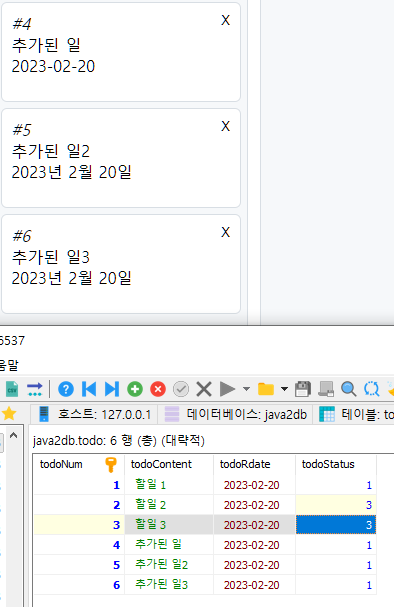 #4 X
추가된 일
2023-02-20
#5 X
추가된 일2
2023년 2월 20일
#6 X
추가된 일3
2023년 2월 20일
6537
움말
호스트: 127.0.0.1 데이터베이스: java2db 테이블: to
java2db.todo: 6 행 (총) (대략적)
todoNum todoContent todoRdate todoStatus
1 할일 1 2023-02-20 1
2 할일 2 2023-02-20 3
3 할일 3 2023-02-20 3
4 추가된 일 2023-02-20 1
5 추가된 일2 2023-02-20 1
6 추가된 일3 2023-02-20 1